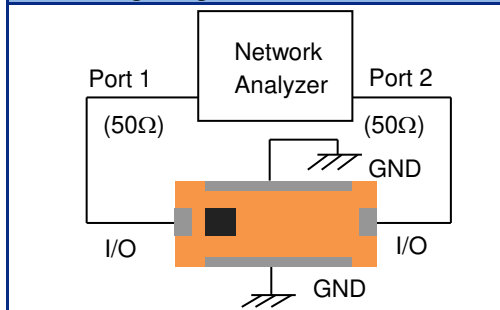 Network
Analyzer
Port 1
Port 2
(50Ω)
(50Ω)
GND
I/O
I/O
GND